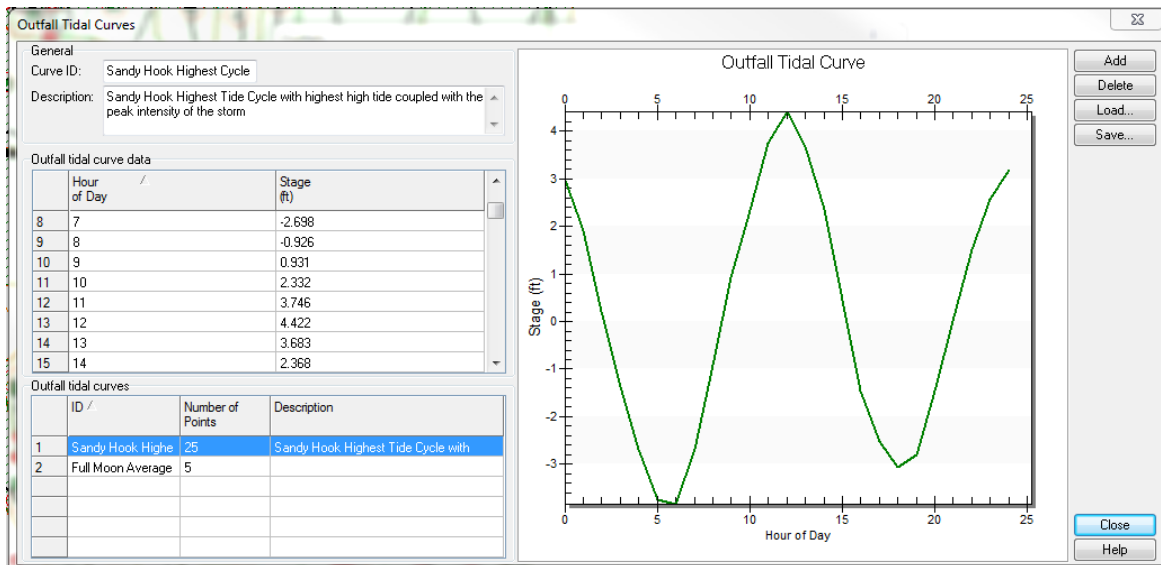 Outfall Tidal Curves
General
Curve ID: Sandy Hook Highest Cycle
Description: Sandy Hook Highest Tide Cycle with highest high tide coupled with the
peak intensity of the storm
Outfall tidal curve data
Hour
of Day
Stage
(ft)
8 7 -2.698
9 8 -0.926
10 9 0.931
11 10 2.332
12 11 3.746
13 12 4.422
14 13 3.683
15 14 2.368
Outfall tidal curves
ID Number of
Points Description
1 Sandy Hook Highe 25 Sandy Hook Highest Tide Cycle with
2 Full Moon Average 5
Outfall Tidal Curve
0 5 10 15 20 25
4
3
2
1
0
-1
-2
-3
Stage (ft)
0 5 10 15 20 25
Hour of Day
Add
Delete
Load...
Save...
Close
Help